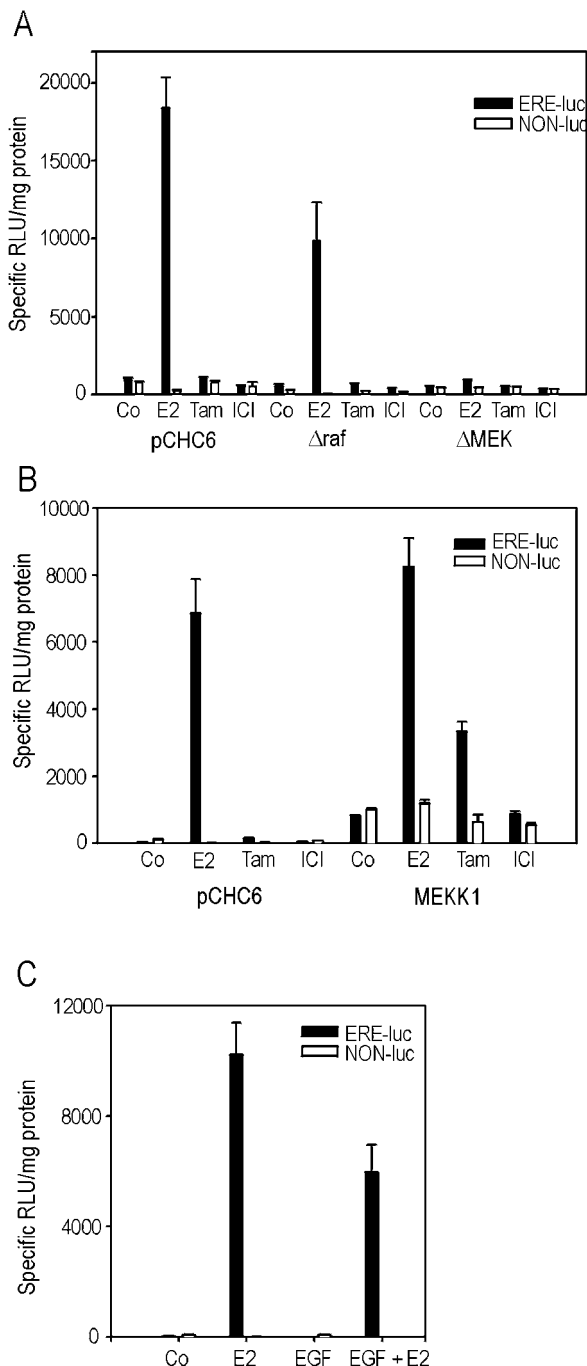 A
Specific RLU/mg protein
20000
15000
10000
5000
0
ERE-luc
NON-luc
Co E2 Tam ICI Co E2 Tam ICI Co E2 Tam ICI
pCHC6 Δraf ΔMEK
B
Specific RLU/mg protein
10000
8000
6000
4000
2000
0
ERE-luc
NON-luc
Co E2 Tam ICI Co E2 Tam ICI
pCHC6 MEKK1
C
Specific RLU/mg protein
12000
8000
4000
0
ERE-luc
NON-luc
Co E2 EGF EGF + E2